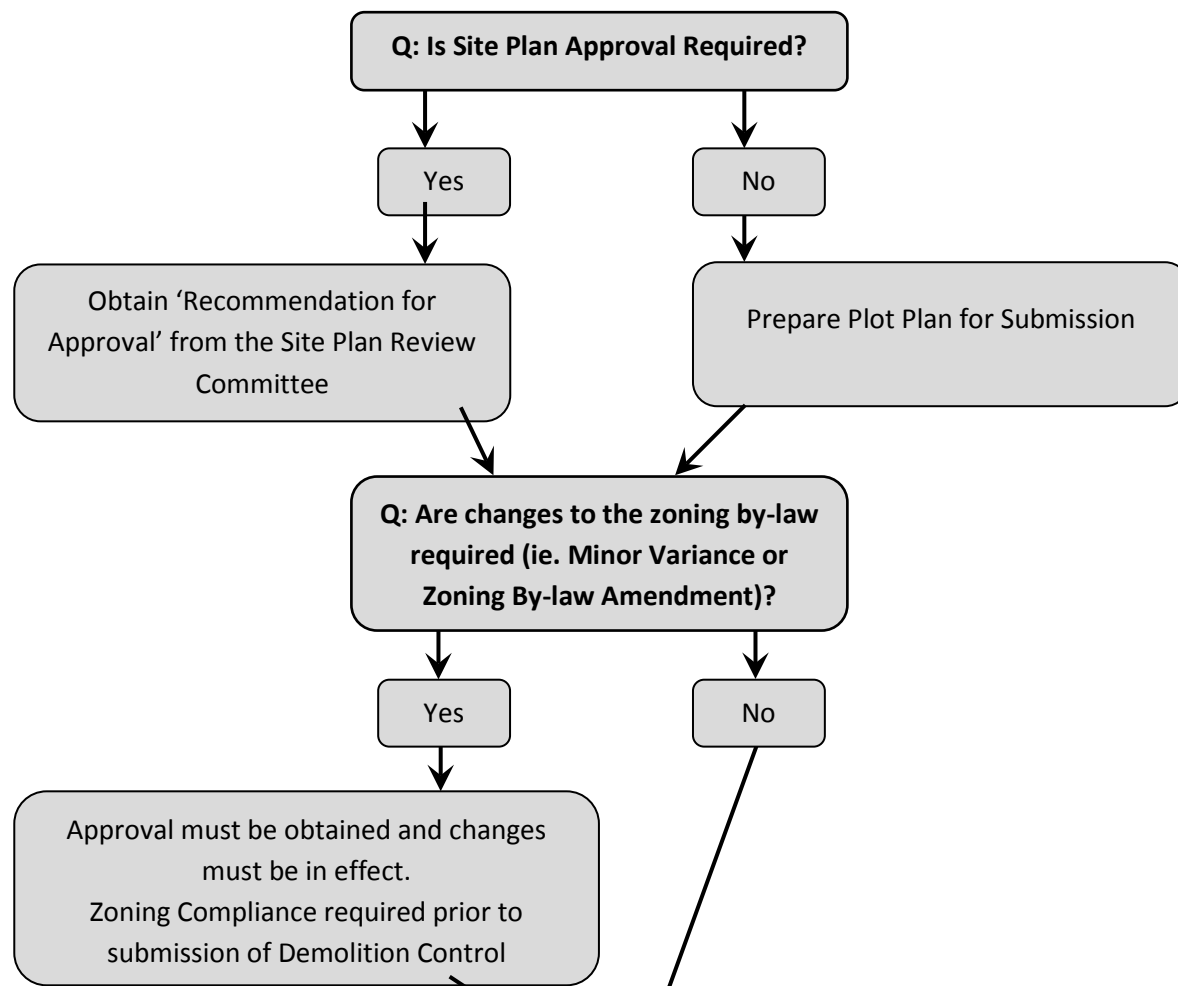 Q: Is Site Plan Approval Required?
Yes
No
Obtain ‘Recommendation for
Approval’ from the Site Plan Review
Committee
Prepare Plot Plan for Submission
Q: Are changes to the zoning by-law
required (ie. Minor Variance or
Zoning By-law Amendment)?
Yes
No
Approval must be obtained and changes
must be in effect.
Zoning Compliance required prior to
submission of Demolition Control